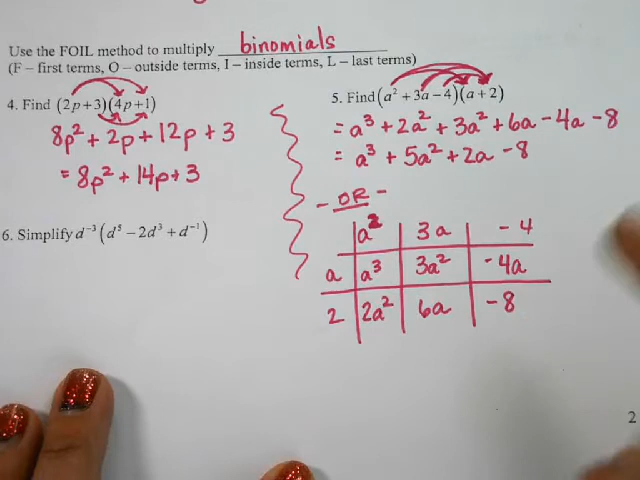 Use the FOIL method to multiply binomials
(F – first terms, O – outside terms, I – inside terms, L – last terms)
4. Find (2p+3)(4p+1)
8p² + 2p + 12p + 3
= 8p² + 14p + 3
5. Find (a² + 3a − 4)(a + 2)
= a³ + 2a² + 3a² + 6a − 4a − 8
= a³ + 5a² + 2a − 8
- OR -
a² 3a -4
a a³ 3a² -4a
2 2a² 6a -8
6. Simplify d⁻³(d⁵ − 2d³ + d⁻¹)
2